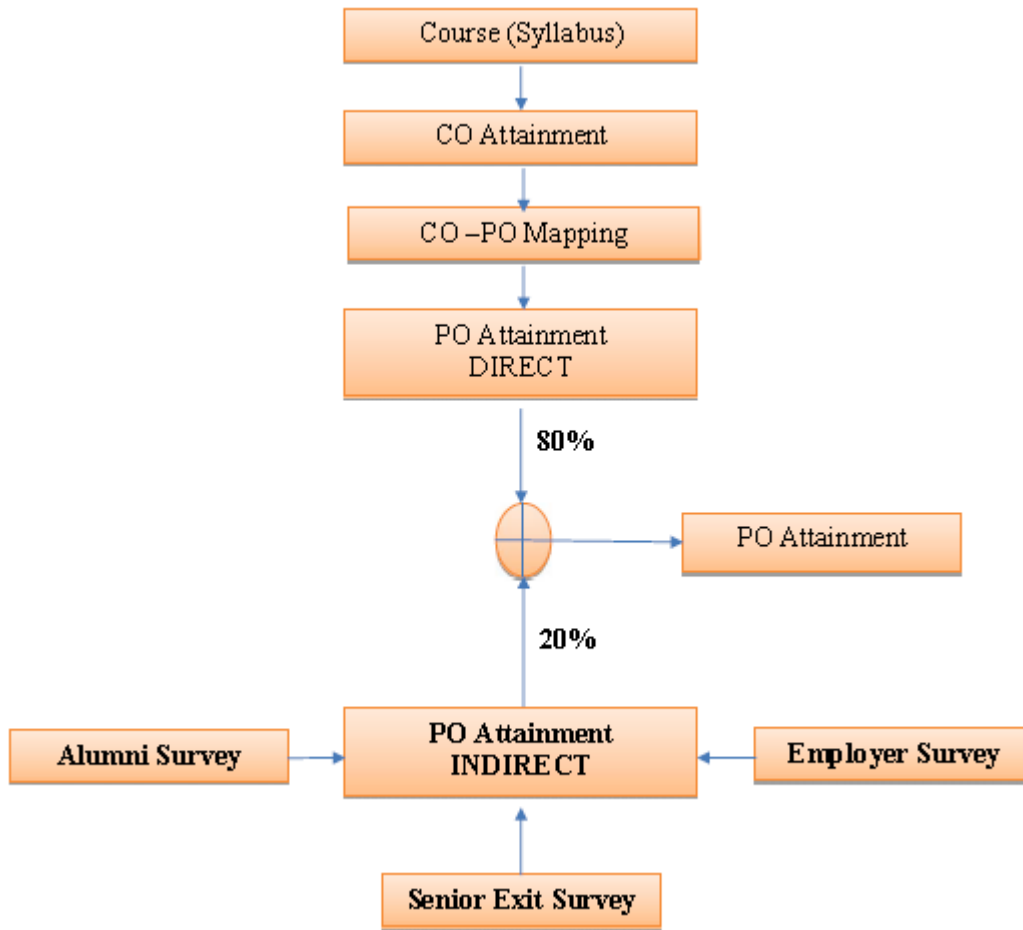 Course (Syllabus)
CO Attainment
CO –PO Mapping
PO Attainment
DIRECT
80%
PO Attainment
20%
PO Attainment
INDIRECT
Alumni Survey
Employer Survey
Senior Exit Survey